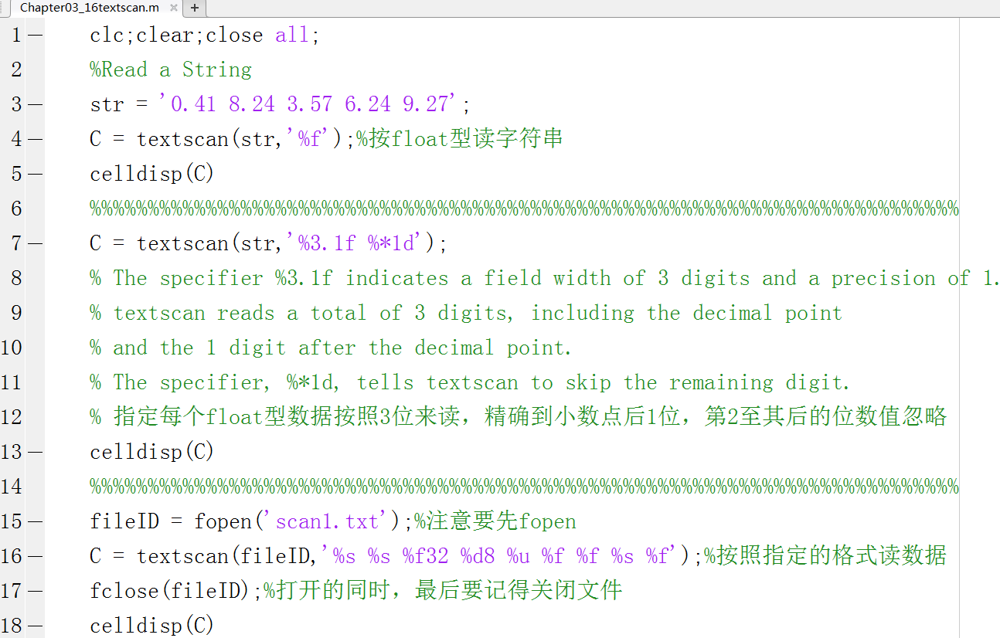 Chapter03_16textscan.m × +
1 — clc;clear;close all;
2 %Read a String
3 — str = '0.41 8.24 3.57 6.24 9.27';
4 — C = textscan(str,'%f');%按float型读字符串
5 — celldisp(C)
6 %%%%%%%%%%%%%%%%%%%%%%%%%%%%%%%%%%%%%%%%%%%%%%%%%%%%%%%%%%%%%%%%%%%%%%%%%%%
7 — C = textscan(str,'%3.1f %*1d');
8 % The specifier %3.1f indicates a field width of 3 digits and a precision of 1.
9 % textscan reads a total of 3 digits, including the decimal point
10 % and the 1 digit after the decimal point.
11 % The specifier, %*1d, tells textscan to skip the remaining digit.
12 % 指定每个float型数据按照3位来读，精确到小数点后1位，第2至其后的位数值忽略
13 — celldisp(C)
14 %%%%%%%%%%%%%%%%%%%%%%%%%%%%%%%%%%%%%%%%%%%%%%%%%%%%%%%%%%%%%%%%%%%%%%%%%%%
15 — fileID = fopen('scan1.txt');%注意要先fopen
16 — C = textscan(fileID,'%s %s %f32 %d8 %u %f %f %s %f');%按照指定的格式读数据
17 — fclose(fileID);%打开的同时，最后要记得关闭文件
18 — celldisp(C)